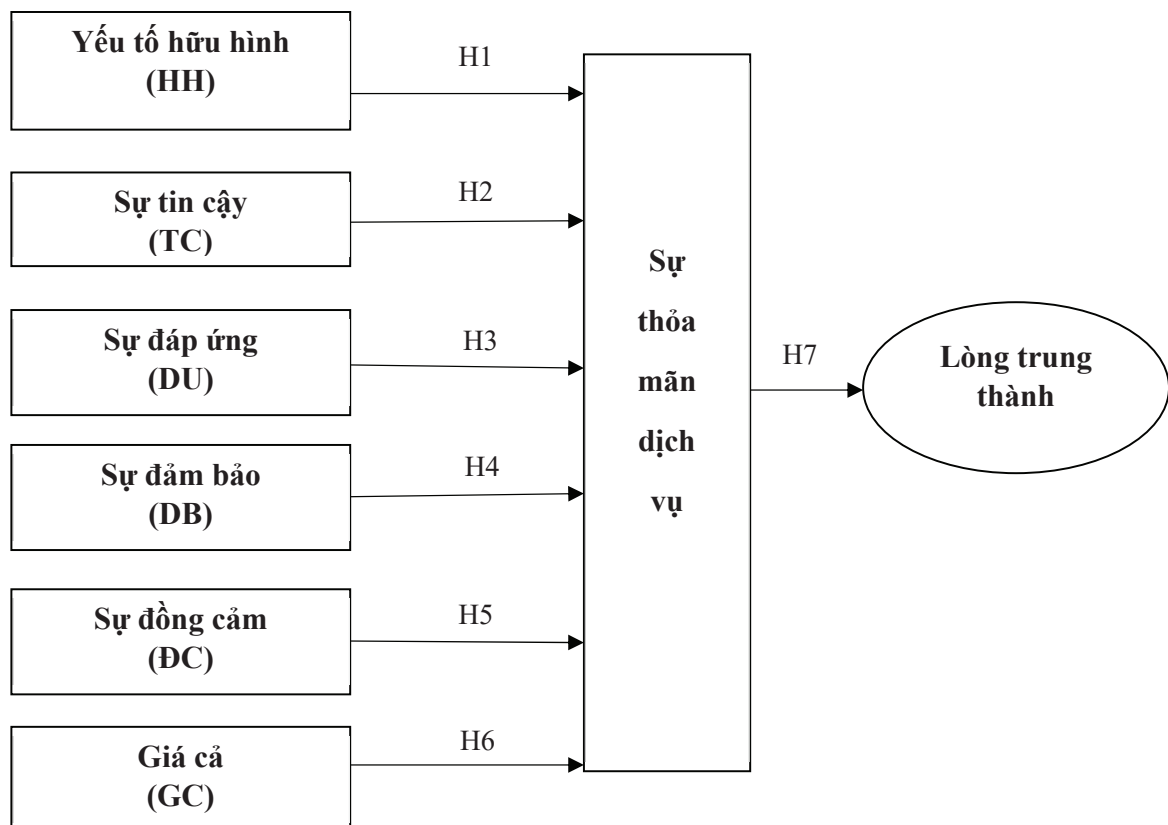 Yếu tố hữu hình
(HH)
H1
Sự tin cậy
(TC)
H2
Sự đáp ứng
(DU)
H3
Sự đảm bảo
(DB)
H4
Sự đồng cảm
(ĐC)
H5
Giá cả
(GC)
H6
Sự
thỏa
mãn
dịch
vụ
H7
Lòng trung
thành